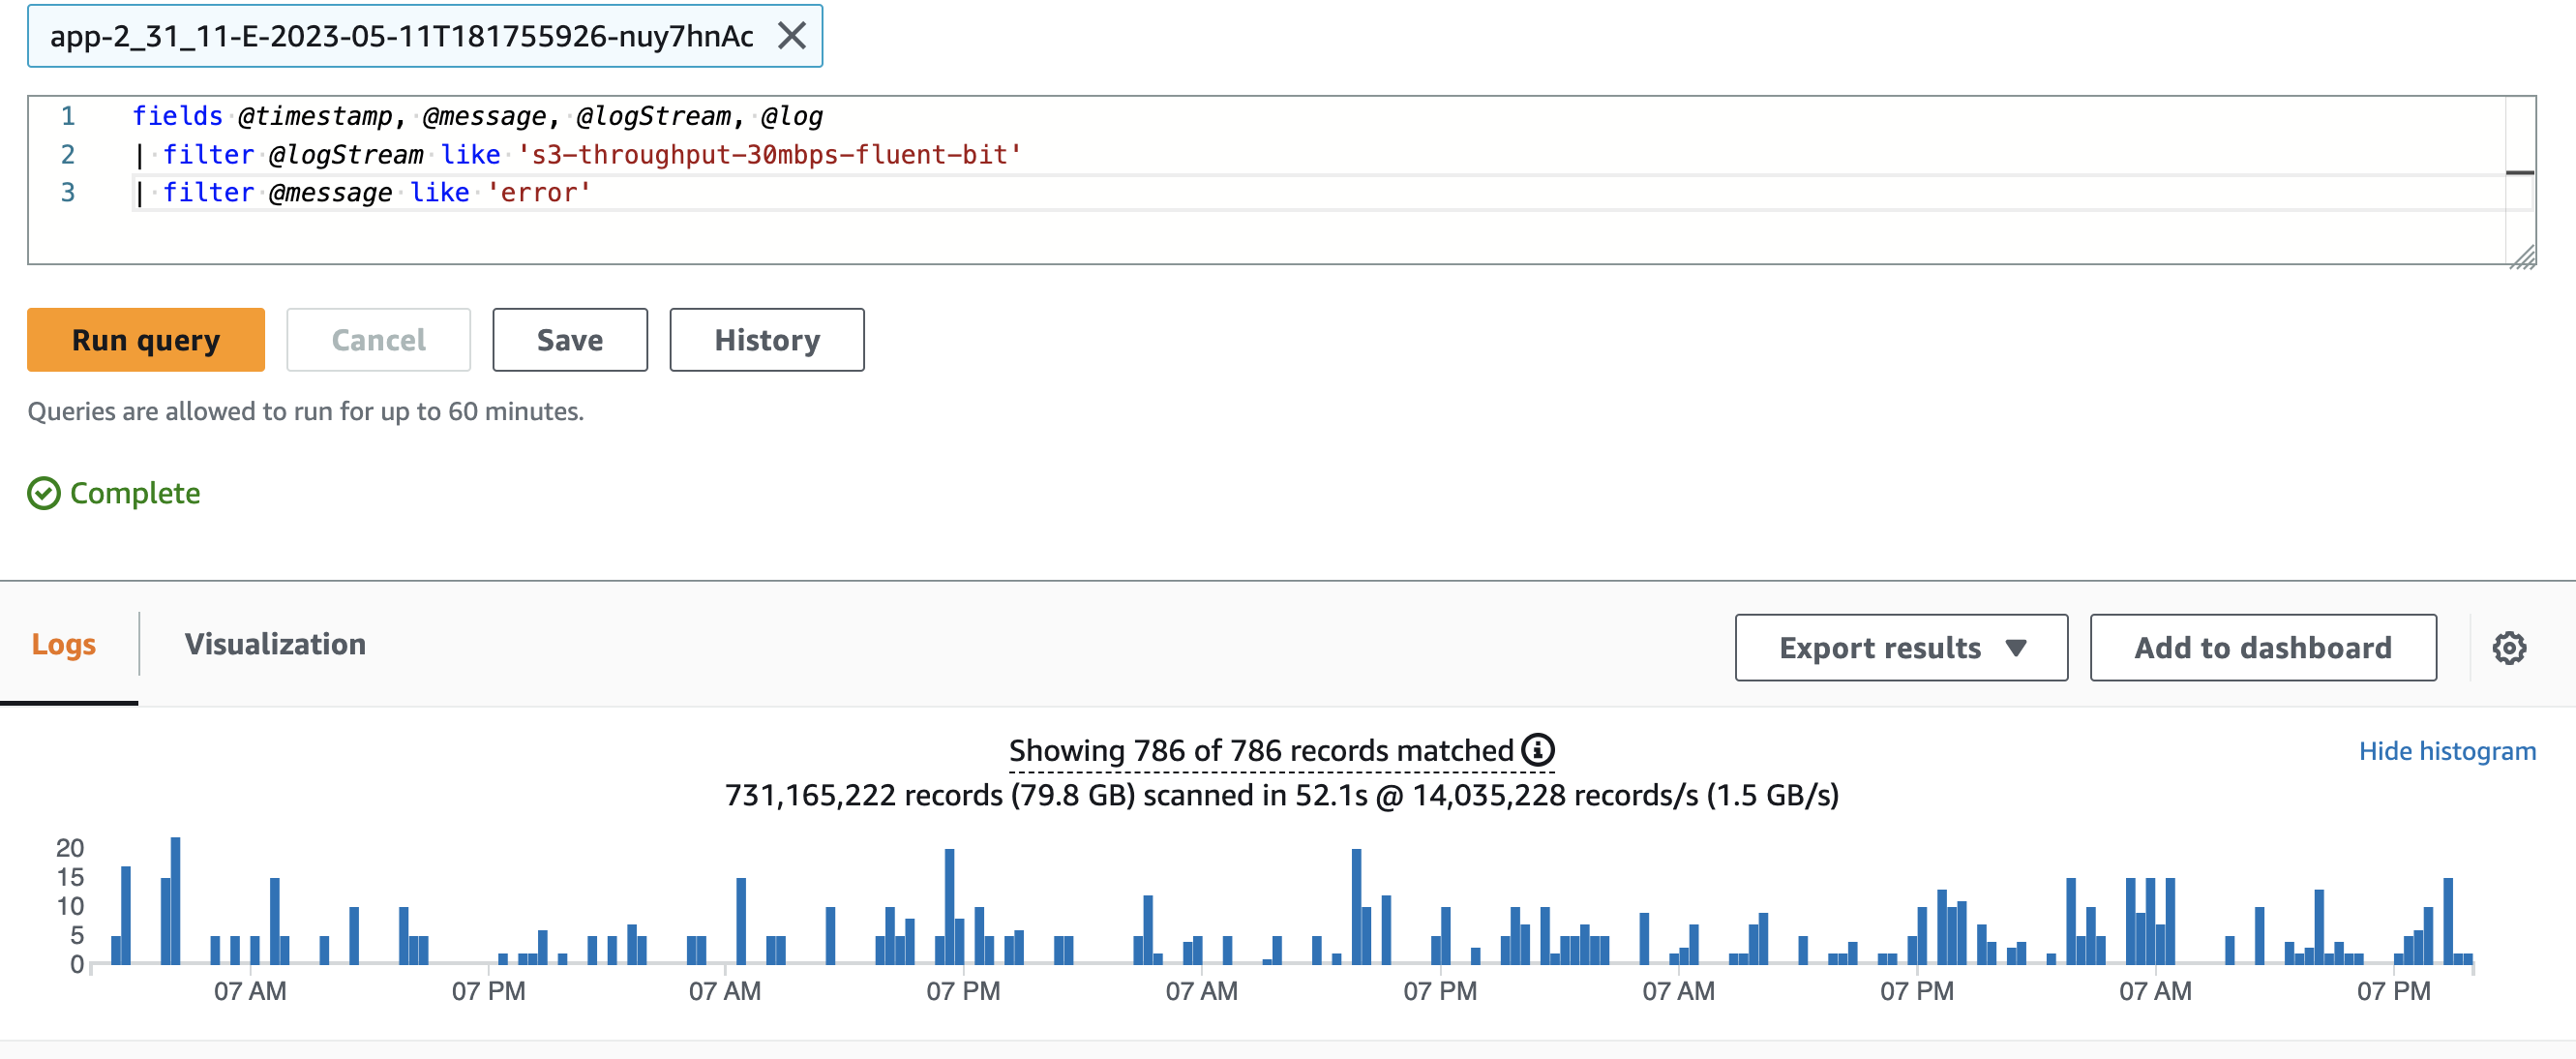 app-2_31_11-E-2023-05-11T181755926-nuy7hnAc
1 fields @timestamp, @message, @logStream, @log
2 | filter @logStream like 's3-throughput-30mbps-fluent-bit'
3 | filter @message like 'error'
Run query Cancel Save History
Queries are allowed to run for up to 60 minutes.
Complete
Logs Visualization Export results Add to dashboard
Showing 786 of 786 records matched Hide histogram
731,165,222 records (79.8 GB) scanned in 52.1s @ 14,035,228 records/s (1.5 GB/s)
20
15
10
5
0
07 AM 07 PM 07 AM 07 PM 07 AM 07 PM 07 AM 07 PM 07 AM 07 PM